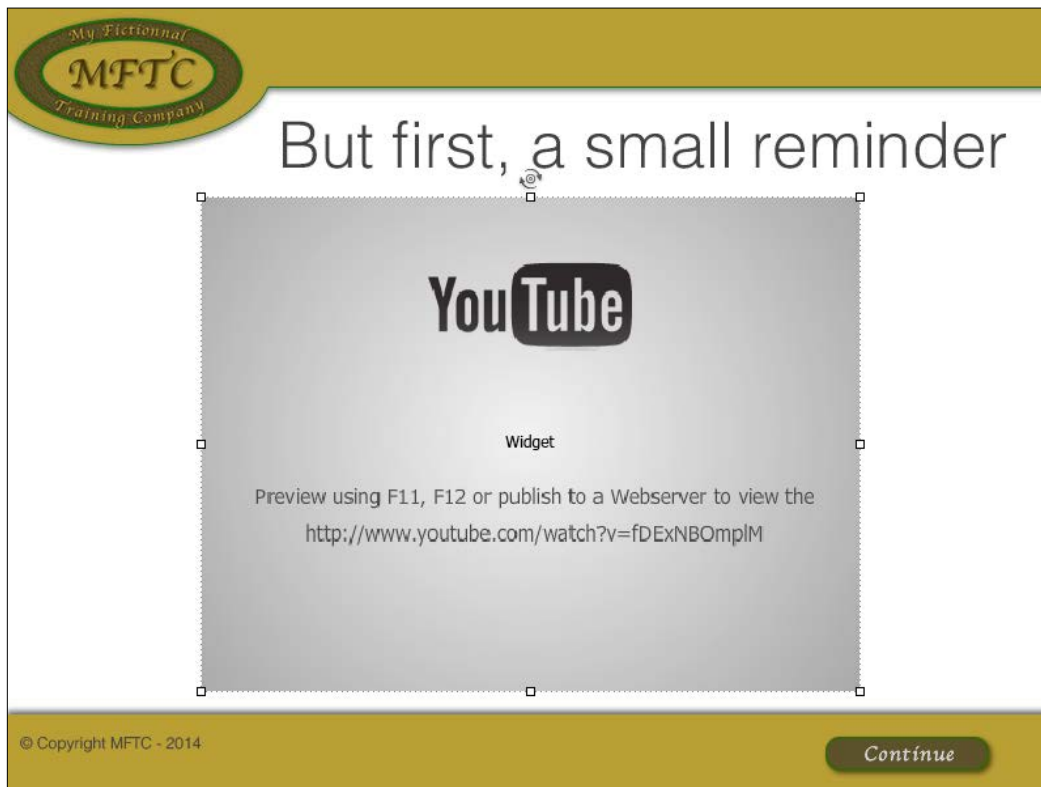 My Fictionnal
MFTC
Training Company
But first, a small reminder
YouTube
Widget
Preview using F11, F12 or publish to a Webserver to view the
http://www.youtube.com/watch?v=fDExNBOmplM
© Copyright MFTC - 2014
Continue